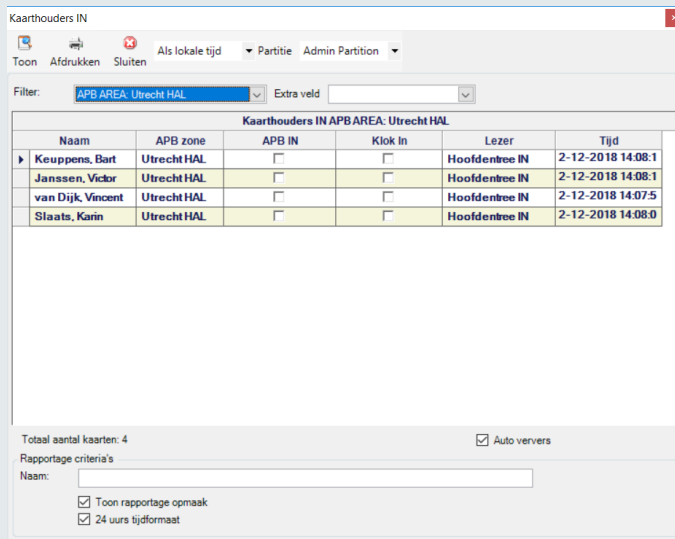 Kaarthouders IN
Toon Afdrukken Sluiten Als lokale tijd Partitie Admin Partition
Filter: APB AREA: Utrecht HAL Extra veld
Kaarthouders IN APB AREA: Utrecht HAL
Naam APB zone APB IN Klok In Lezer Tijd
Keuppens, Bart Utrecht HAL Hoofdentree IN 2-12-2018 14:08:1
Janssen, Victor Utrecht HAL Hoofdentree IN 2-12-2018 14:08:1
van Dijk, Vincent Utrecht HAL Hoofdentree IN 2-12-2018 14:07:5
Slaats, Karin Utrecht HAL Hoofdentree IN 2-12-2018 14:08:0
Totaal aantal kaarten: 4 Auto ververs
Rapportage criteria's
Naam:
Toon rapportage opmaak
24 uurs tijdformaat